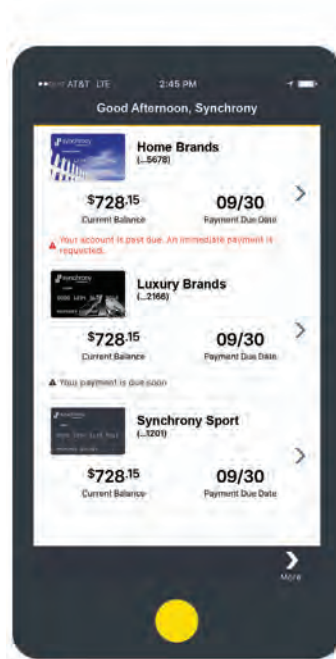 AT&T LTE 2:45 PM
Good Afternoon, Synchrony
synchrony
Home Brands
(...5678)
$728.15 09/30
Current Balance Payment Due Date
Your account is past due. An immediate payment is
requested.
synchrony
Luxury Brands
(...2166)
$728.15 09/30
Current Balance Payment Due Date
Your payment is due soon
synchrony
Synchrony Sport
(...1201)
$728.15 09/30
Current Balance Payment Due Date
More